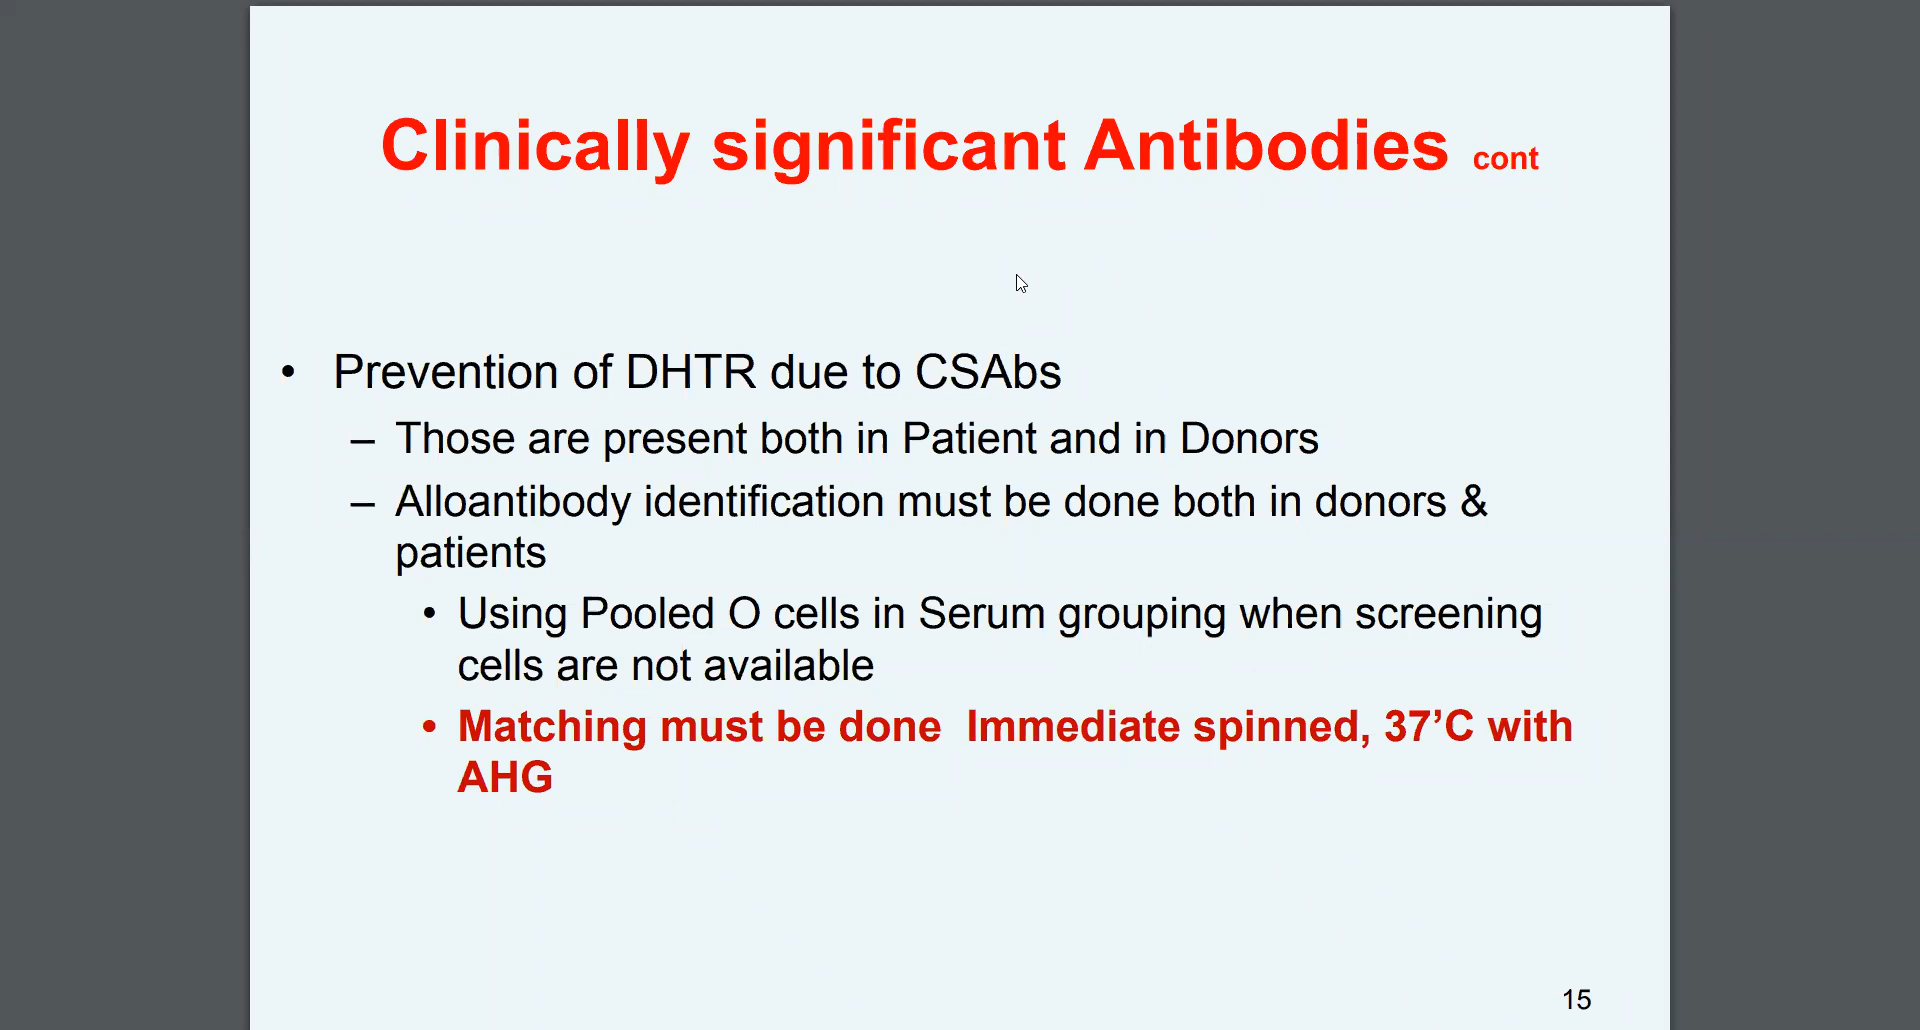 Clinically significant Antibodies cont
• Prevention of DHTR due to CSAbs
– Those are present both in Patient and in Donors
– Alloantibody identification must be done both in donors &
patients
• Using Pooled O cells in Serum grouping when screening
cells are not available
• Matching must be done  Immediate spinned, 37’C with
AHG
15